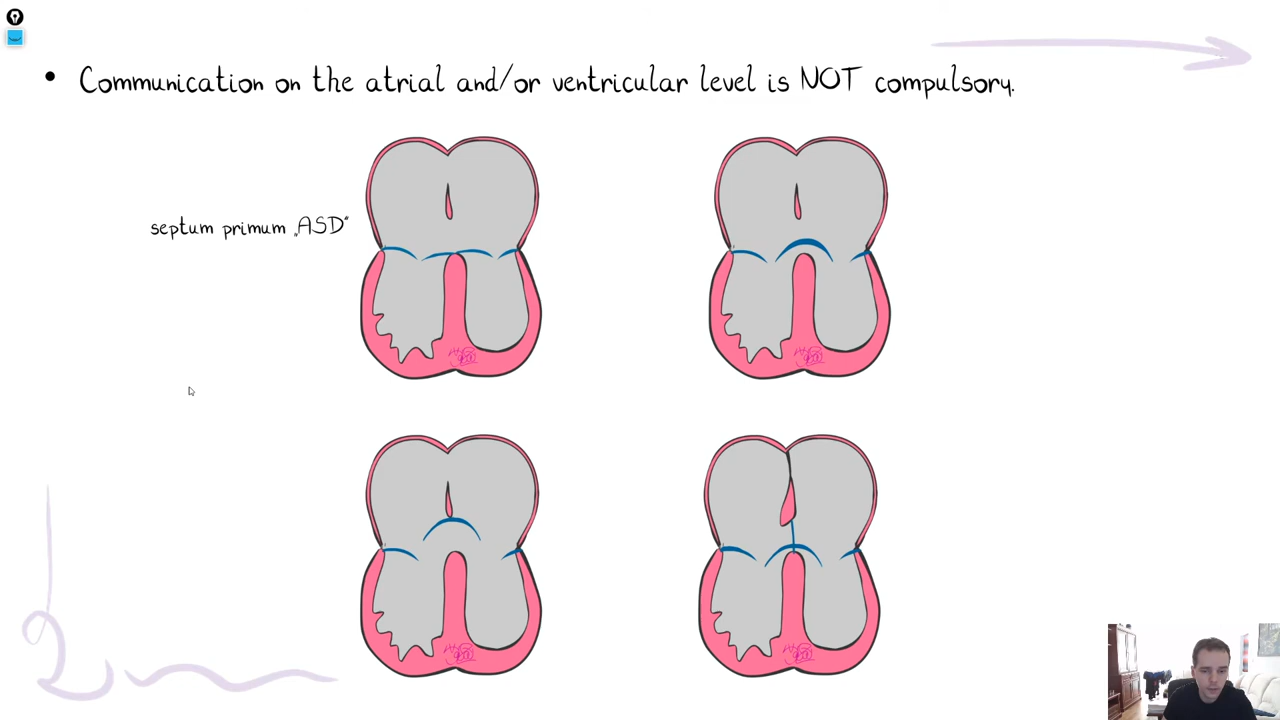 • Communication on the atrial and/or ventricular level is NOT compulsory.
septum primum „ASD“